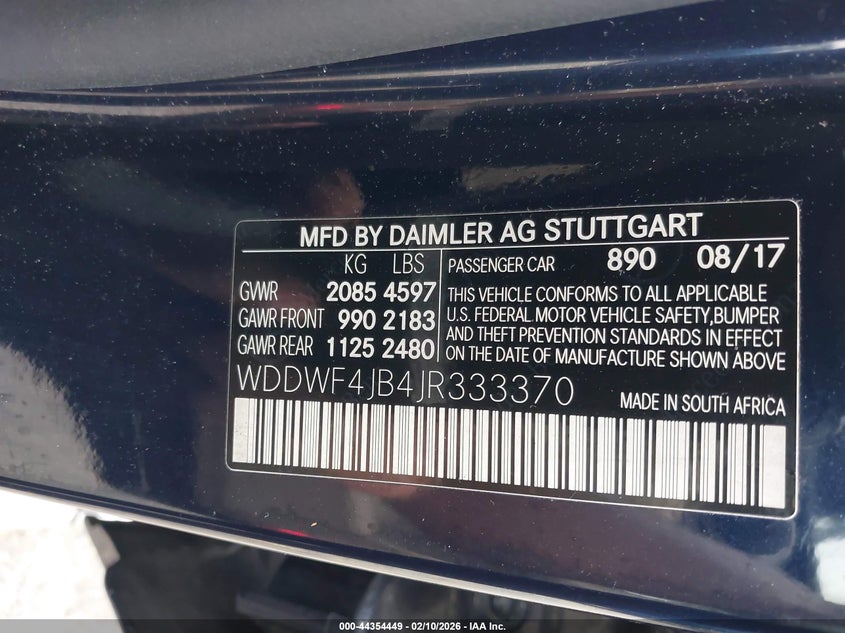 MFD BY DAIMLER AG STUTTGART
KG LBS
GVWR 2085 4597
GAWR FRONT 990 2183
GAWR REAR 1125 2480
PASSENGER CAR 890 08/17
THIS VEHICLE CONFORMS TO ALL APPLICABLE
U.S. FEDERAL MOTOR VEHICLE SAFETY,BUMPER
AND THEFT PREVENTION STANDARDS IN EFFECT
ON THE DATE OF MANUFACTURE SHOWN ABOVE
WDDWF4JB4JR333370
MADE IN SOUTH AFRICA
000-44354449 - 02/10/2026 - IAA Inc.